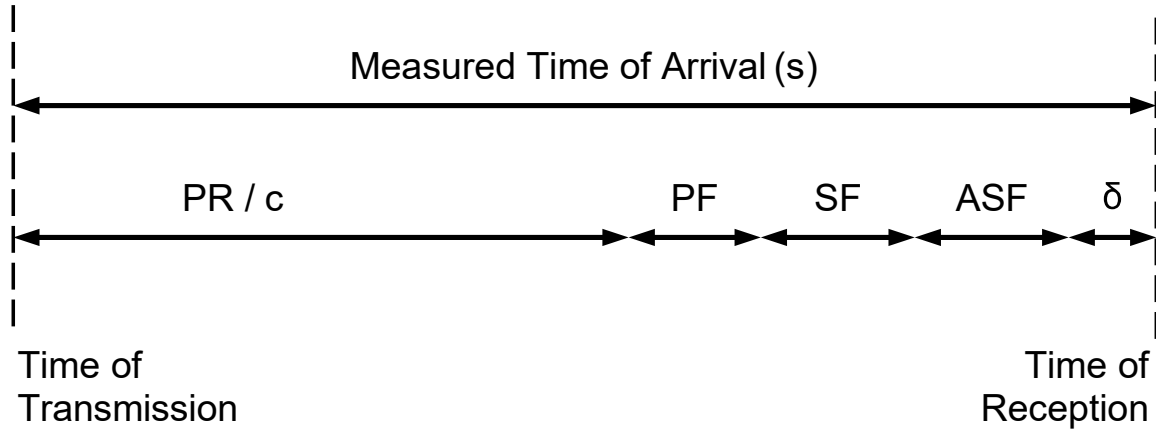 Measured Time of Arrival (s)
PR / c
PF
SF
ASF
δ
Time of
Transmission
Time of
Reception